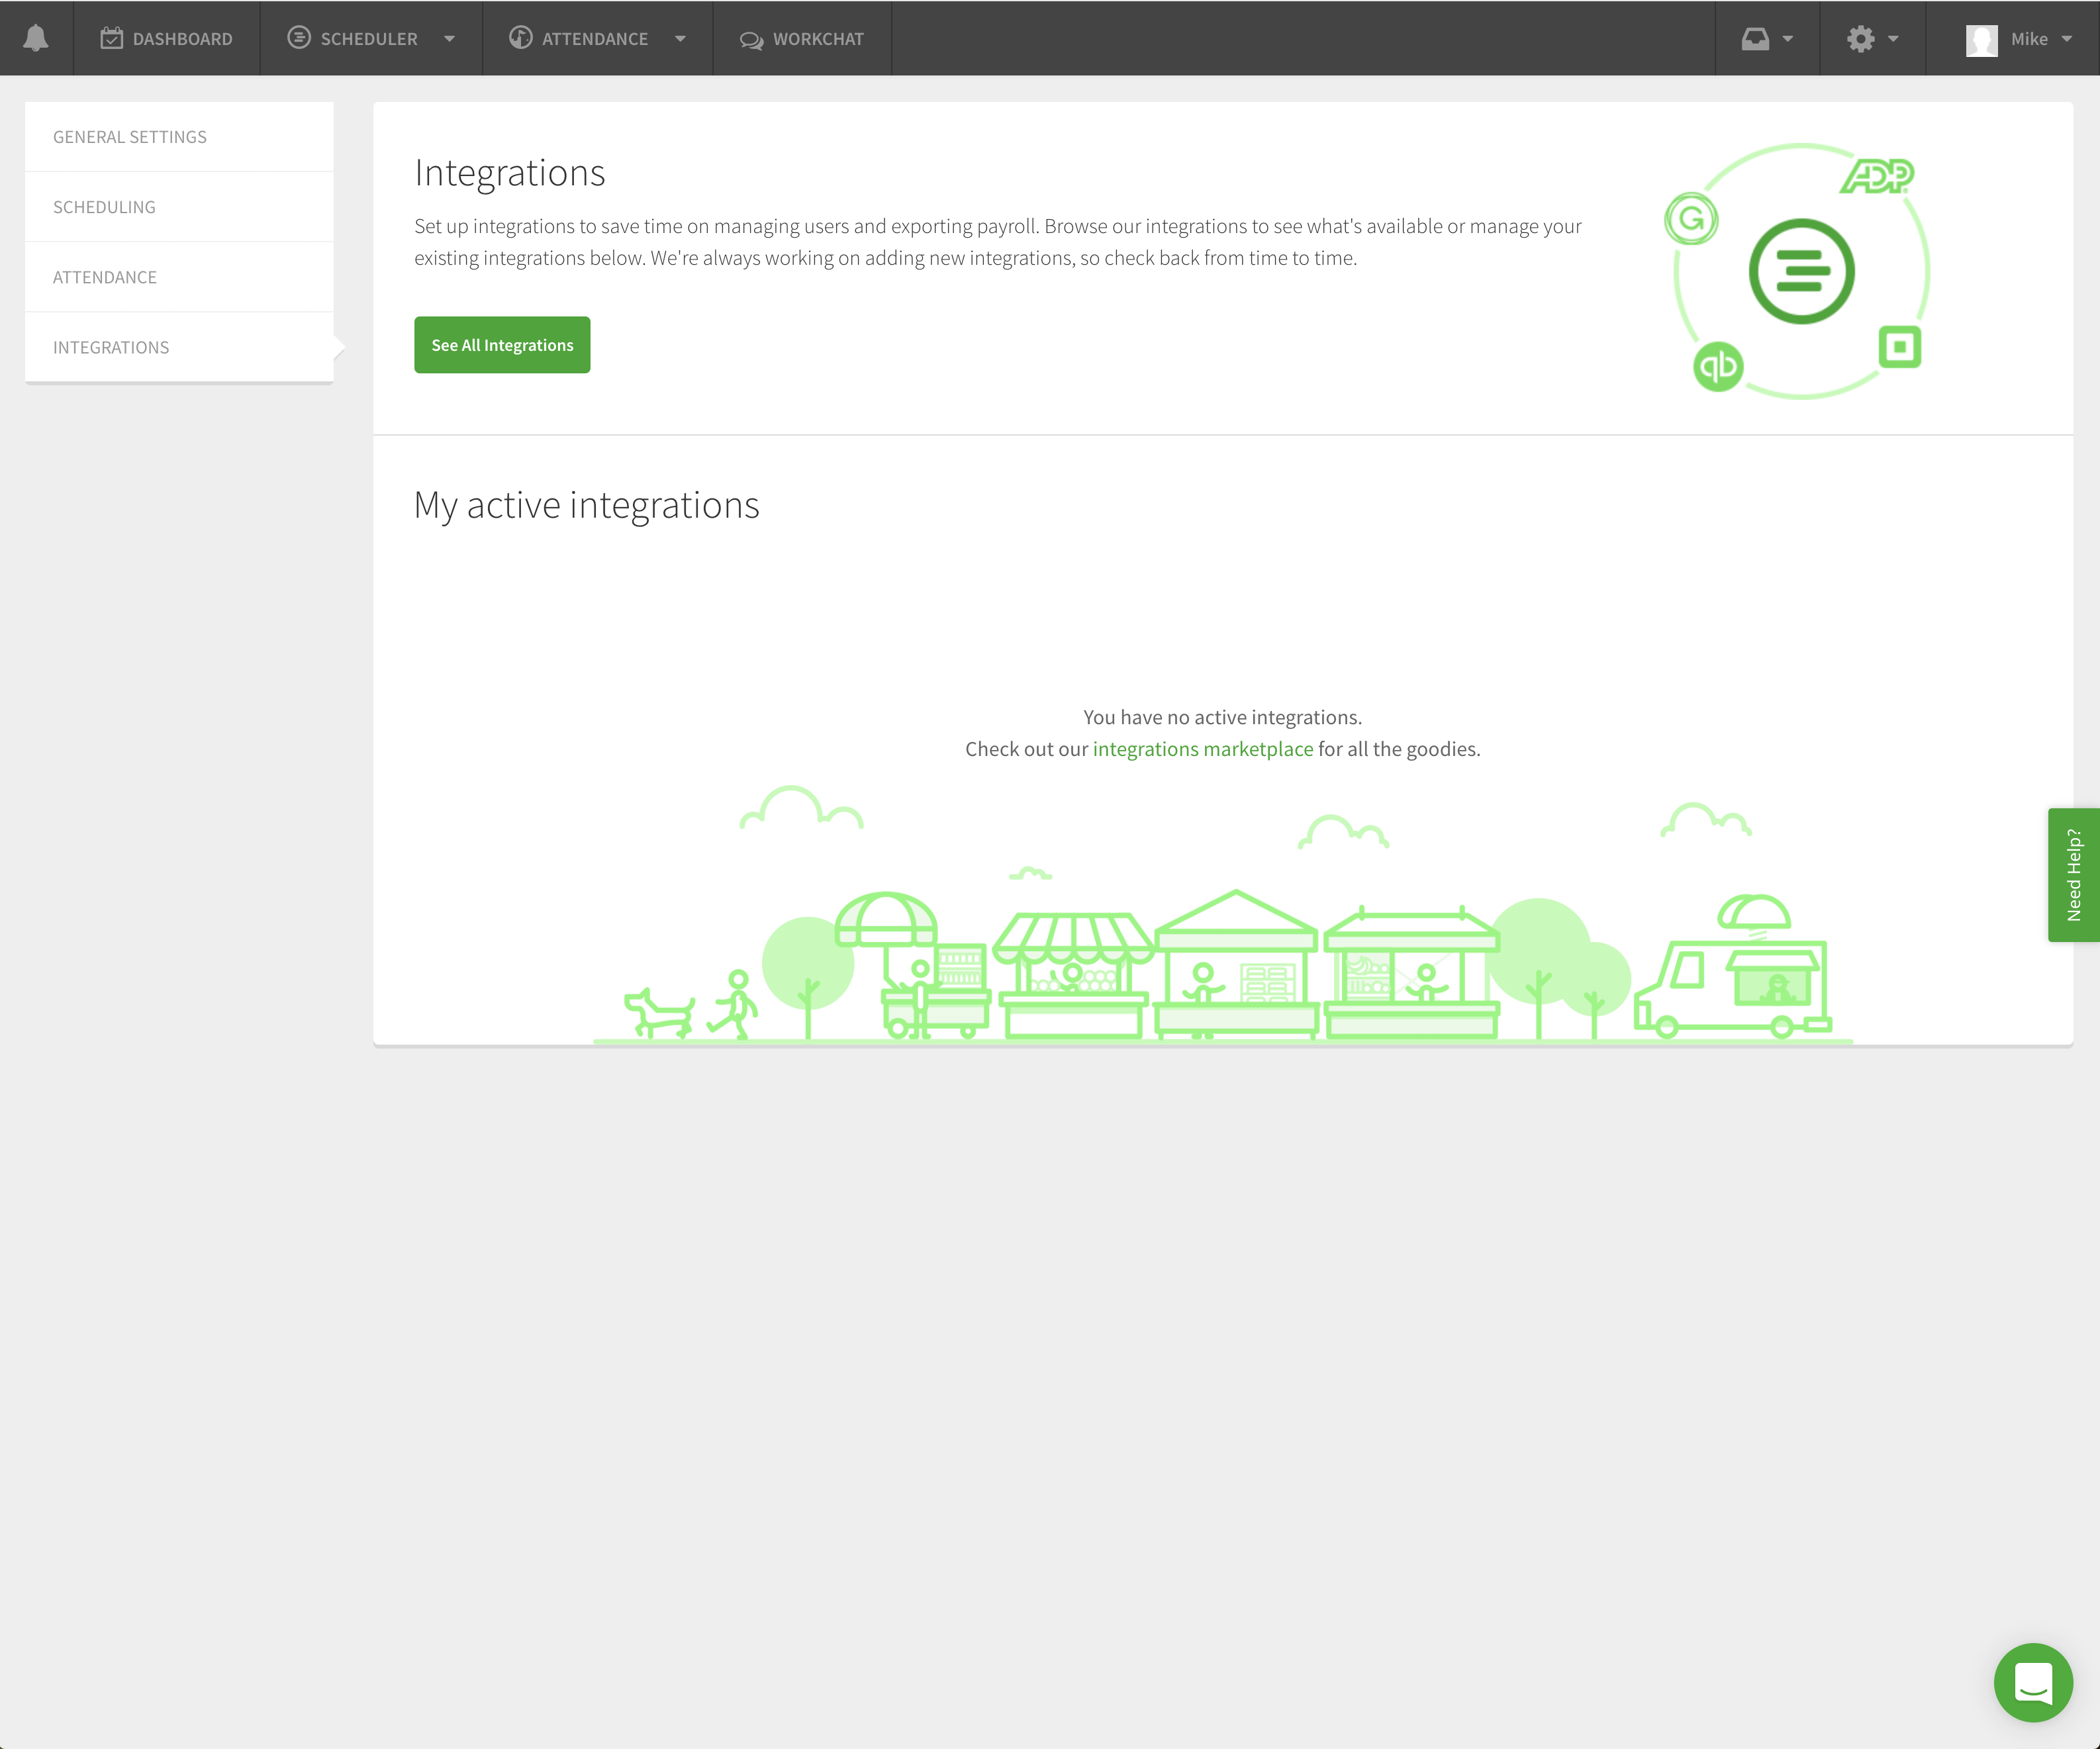 DASHBOARD
SCHEDULER
ATTENDANCE
WORKCHAT
Mike
GENERAL SETTINGS
SCHEDULING
ATTENDANCE
INTEGRATIONS
Integrations
Set up integrations to save time on managing users and exporting payroll. Browse our integrations to see what's available or manage your
existing integrations below. We're always working on adding new integrations, so check back from time to time.
See All Integrations
ADP
G
qb
My active integrations
You have no active integrations.
Check out our integrations marketplace for all the goodies.
Need Help?